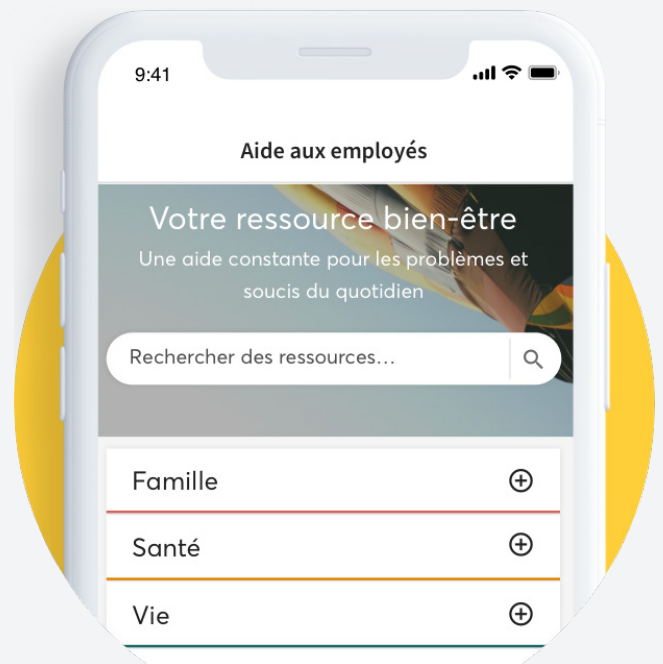 9:41
Aide aux employés
Votre ressource bien-être
Une aide constante pour les problèmes et
soucis du quotidien
Rechercher des ressources...
Famille
Santé
Vie